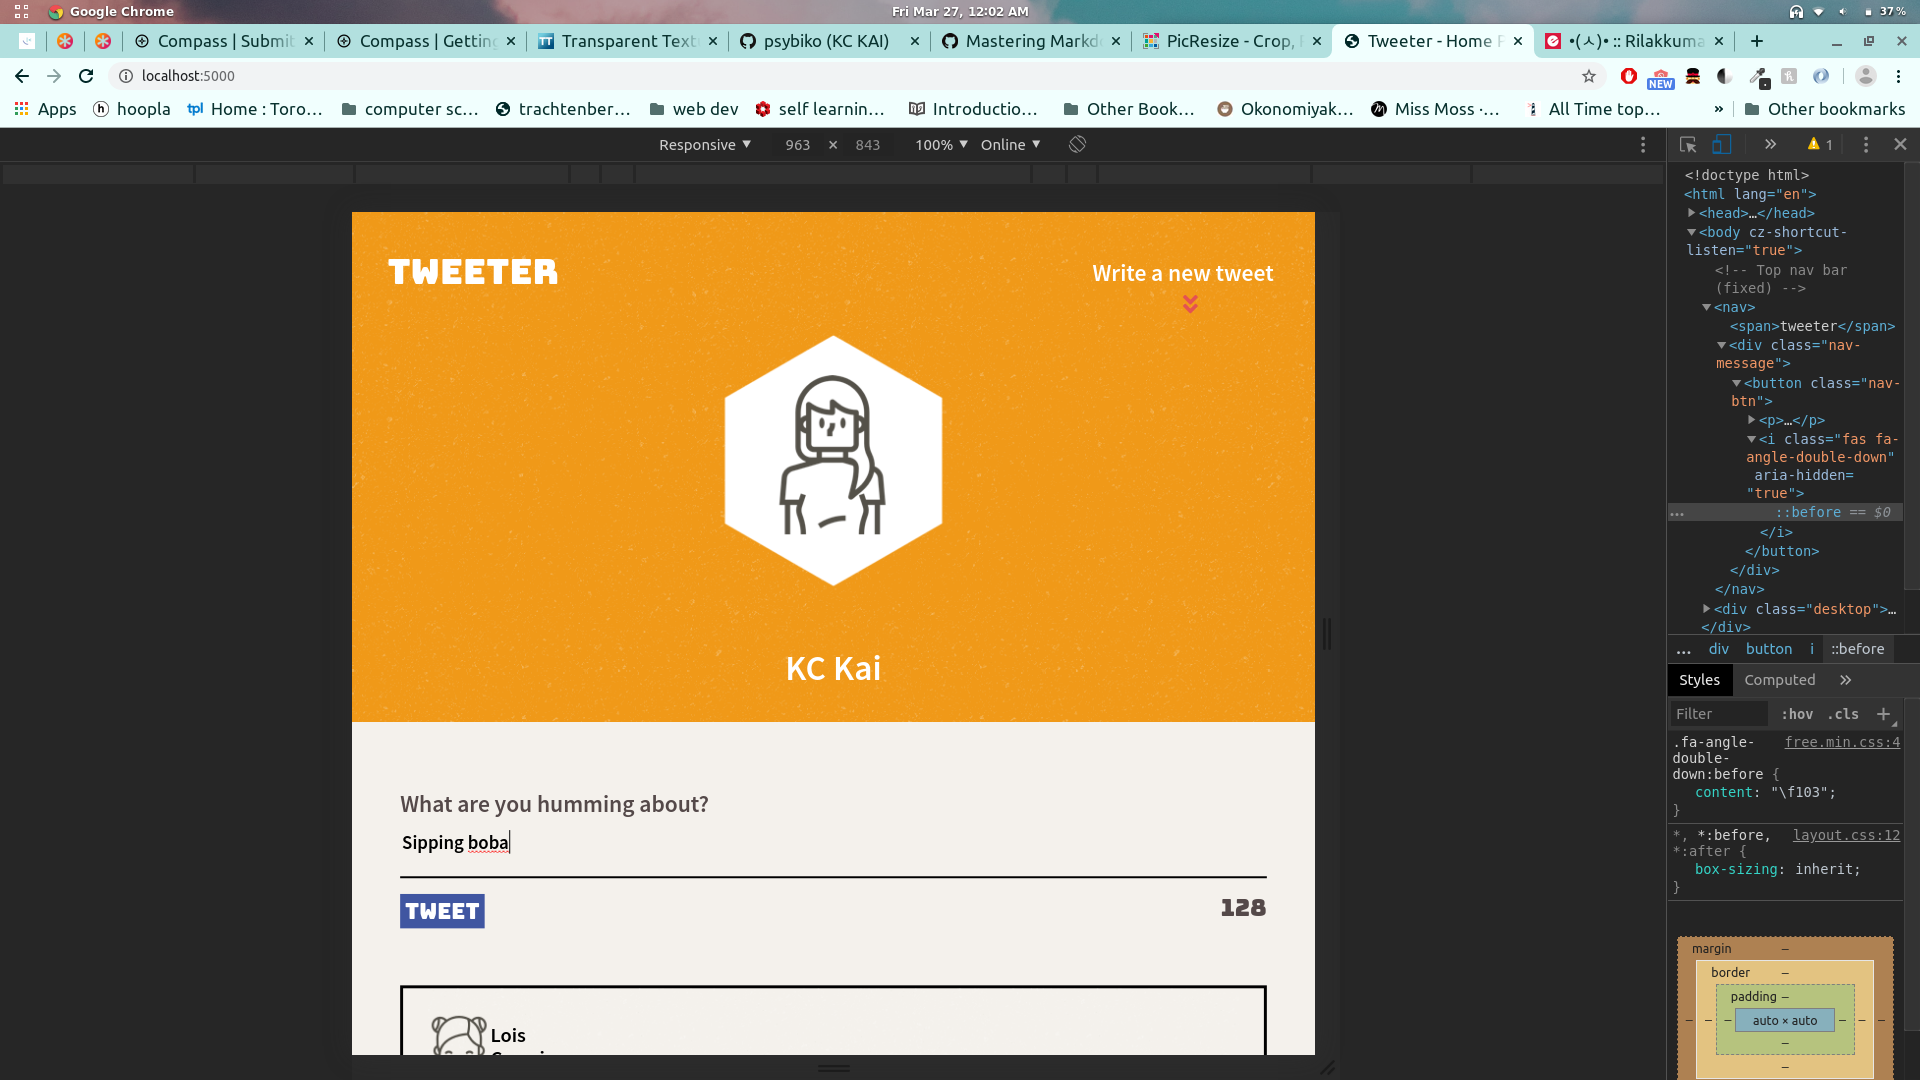 Google Chrome
Fri Mar 27, 12:02 AM
37%
Compass | Submit
Compass | Getting
TT Transparent Text
psybiko (KC KAI)
Mastering Markd
PicResize - Crop,
Tweeter - Home P
•(ㅅ)• :: Rilakkuma
localhost:5000
NEW
Apps
h hoopla
tpl Home : Toro...
computer sc...
trachtenber...
web dev
self learnin...
Introductio...
Other Book...
Okonomiyak...
Miss Moss -...
All Time top...
»
Other bookmarks
Responsive
963 × 843
100%
Online
» 1
TWEETER
Write a new tweet
KC Kai
What are you humming about?
Sipping boba
TWEET
128
Lois
<!doctype html>
<html lang="en">
<head>…</head>
<body cz-shortcut-
listen="true">
<!-- Top nav bar
(fixed) -->
<nav>
<span>tweeter</span>
<div class="nav-
message">
<button class="nav-
btn">
<p>…</p>
<i class="fas fa-
angle-double-down"
aria-hidden=
"true">
... ::before == $0
</i>
</button>
</div>
</nav>
<div class="desktop">…
</div>
... div button i ::before
Styles Computed »
Filter :hov .cls +
.fa-angle- free.min.css:4
double-
down:before {
content: "\f103";
}
*, *:before, layout.css:12
*:after {
box-sizing: inherit;
}
margin –
border –
padding –
– – – auto × auto – – –
–
–